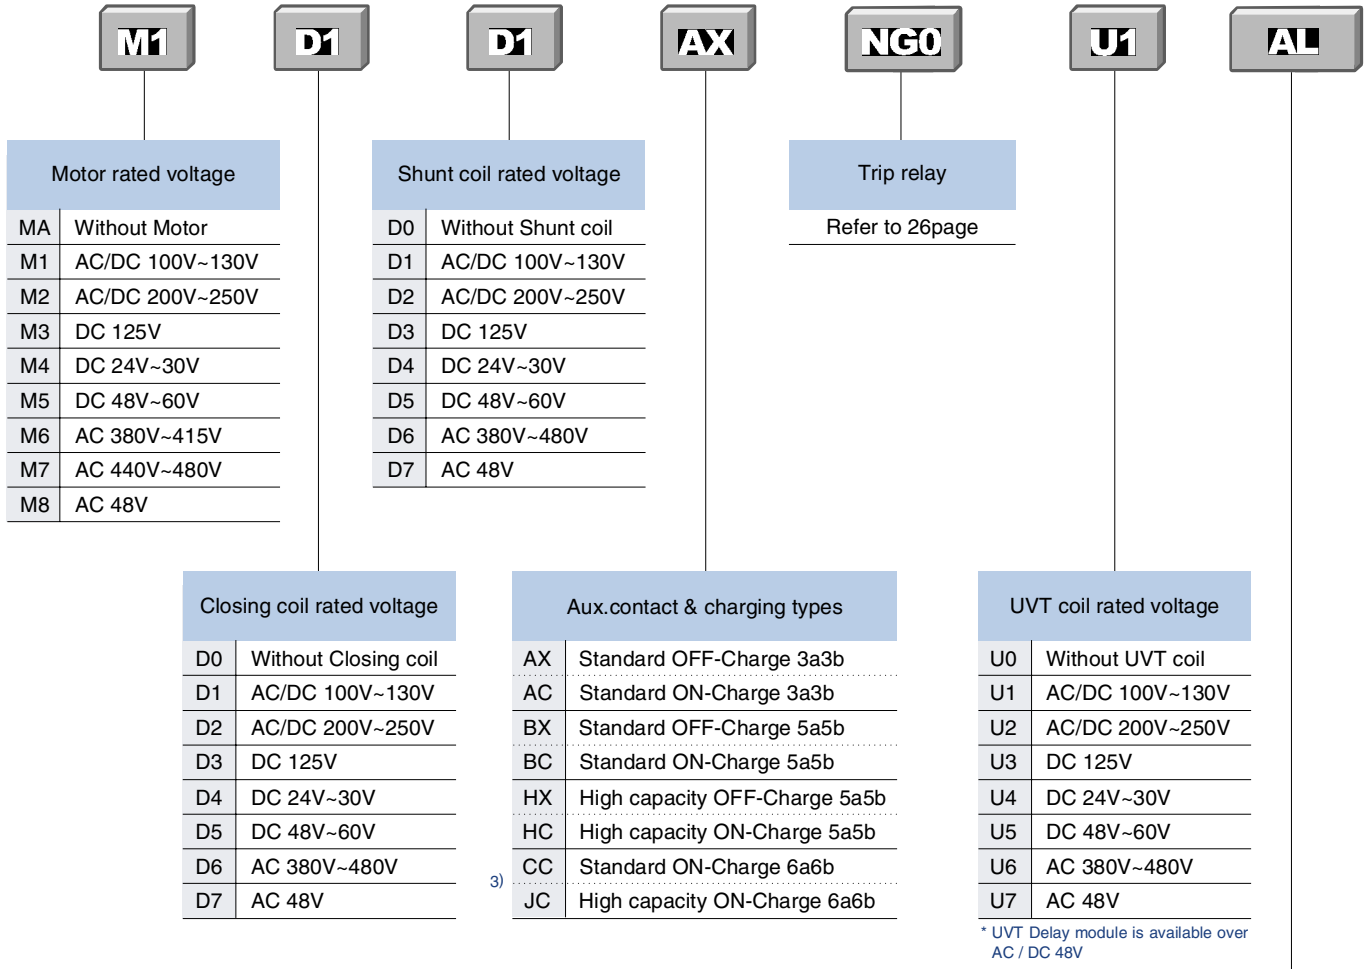 M1 D1 D1 AX NG0 U1 AL
Motor rated voltage
MA Without Motor
M1 AC/DC 100V~130V
M2 AC/DC 200V~250V
M3 DC 125V
M4 DC 24V~30V
M5 DC 48V~60V
M6 AC 380V~415V
M7 AC 440V~480V
M8 AC 48V
Shunt coil rated voltage
D0 Without Shunt coil
D1 AC/DC 100V~130V
D2 AC/DC 200V~250V
D3 DC 125V
D4 DC 24V~30V
D5 DC 48V~60V
D6 AC 380V~480V
D7 AC 48V
Trip relay
Refer to 26page
Closing coil rated voltage
D0 Without Closing coil
D1 AC/DC 100V~130V
D2 AC/DC 200V~250V
D3 DC 125V
D4 DC 24V~30V
D5 DC 48V~60V
D6 AC 380V~480V
D7 AC 48V
Aux.contact & charging types
AX Standard OFF-Charge 3a3b
AC Standard ON-Charge 3a3b
BX Standard OFF-Charge 5a5b
BC Standard ON-Charge 5a5b
HX High capacity OFF-Charge 5a5b
HC High capacity ON-Charge 5a5b
CC Standard ON-Charge 6a6b
3)
JC High capacity ON-Charge 6a6b
UVT coil rated voltage
U0 Without UVT coil
U1 AC/DC 100V~130V
U2 AC/DC 200V~250V
U3 DC 125V
U4 DC 24V~30V
U5 DC 48V~60V
U6 AC 380V~480V
U7 AC 48V
* UVT Delay module is available over
AC / DC 48V